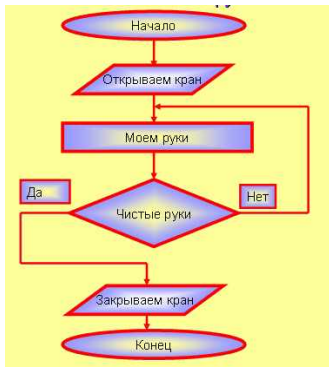 Начало
Открываем кран
Моем руки
Да
Нет
Чистые руки
Закрываем кран
Конец